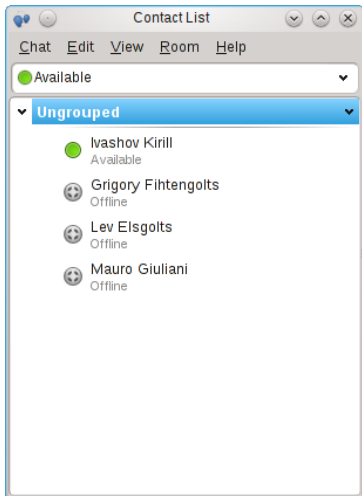 Contact List
Chat Edit View Room Help
Available
Ungrouped
Ivashov Kirill
Available
Grigory Fihtengolts
Offline
Lev Elsgolts
Offline
Mauro Giuliani
Offline